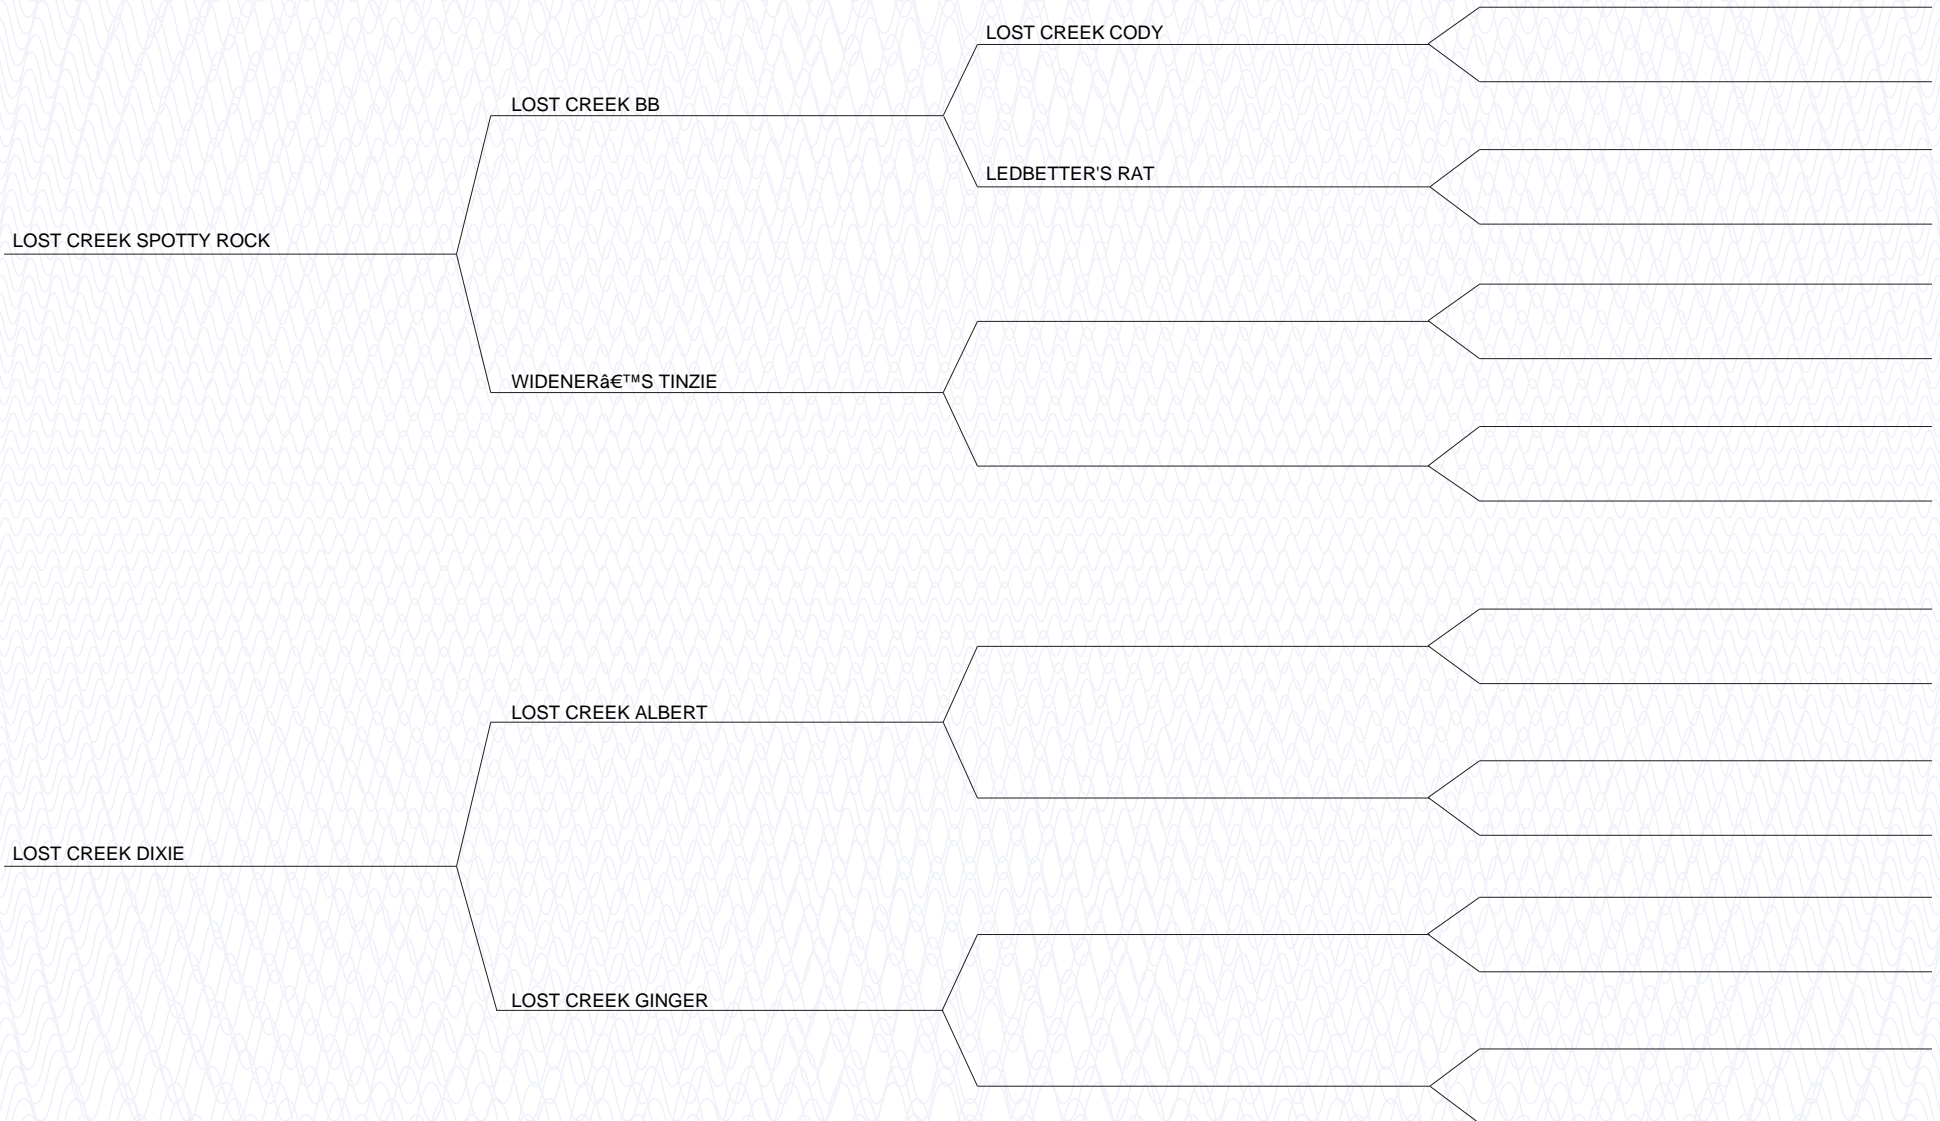 LOST CREEK CODY
LOST CREEK BB
LEDBETTER'S RAT
LOST CREEK SPOTTY ROCK
WIDENERâ€™S TINZIE
LOST CREEK ALBERT
LOST CREEK DIXIE
LOST CREEK GINGER